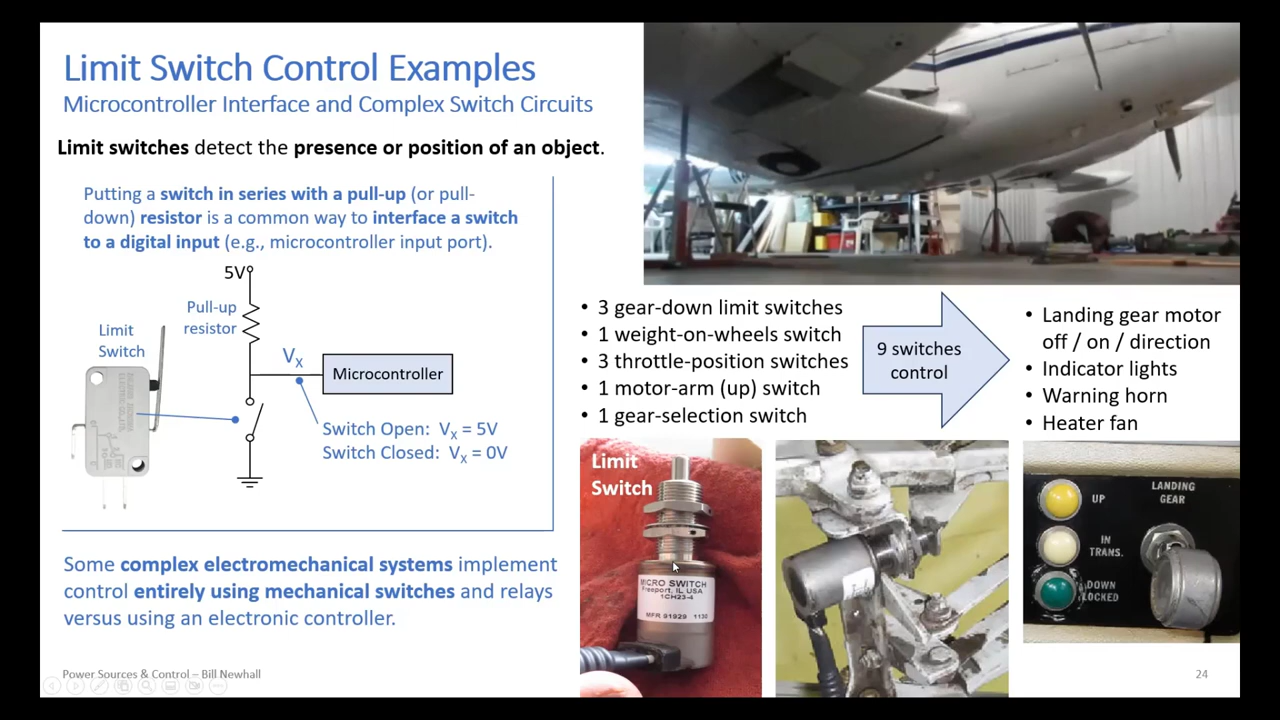 Limit Switch Control Examples
Microcontroller Interface and Complex Switch Circuits
Limit switches detect the presence or position of an object.
Putting a switch in series with a pull-up (or pull-
down) resistor is a common way to interface a switch
to a digital input (e.g., microcontroller input port).
5V
Pull-up
resistor
Limit
Switch
Vx
Microcontroller
Switch Open: Vx = 5V
Switch Closed: Vx = 0V
Some complex electromechanical systems implement
control entirely using mechanical switches and relays
versus using an electronic controller.
• 3 gear-down limit switches
• 1 weight-on-wheels switch
• 3 throttle-position switches
• 1 motor-arm (up) switch
• 1 gear-selection switch
9 switches
control
• Landing gear motor
off / on / direction
• Indicator lights
• Warning horn
• Heater fan
Limit
Switch
MICRO SWITCH
Freeport, IL USA
1CH23-4
MFR 91929 1130
LANDING
GEAR
UP
IN
TRANS.
DOWN
LOCKED
Power Sources & Control – Bill Newhall
24